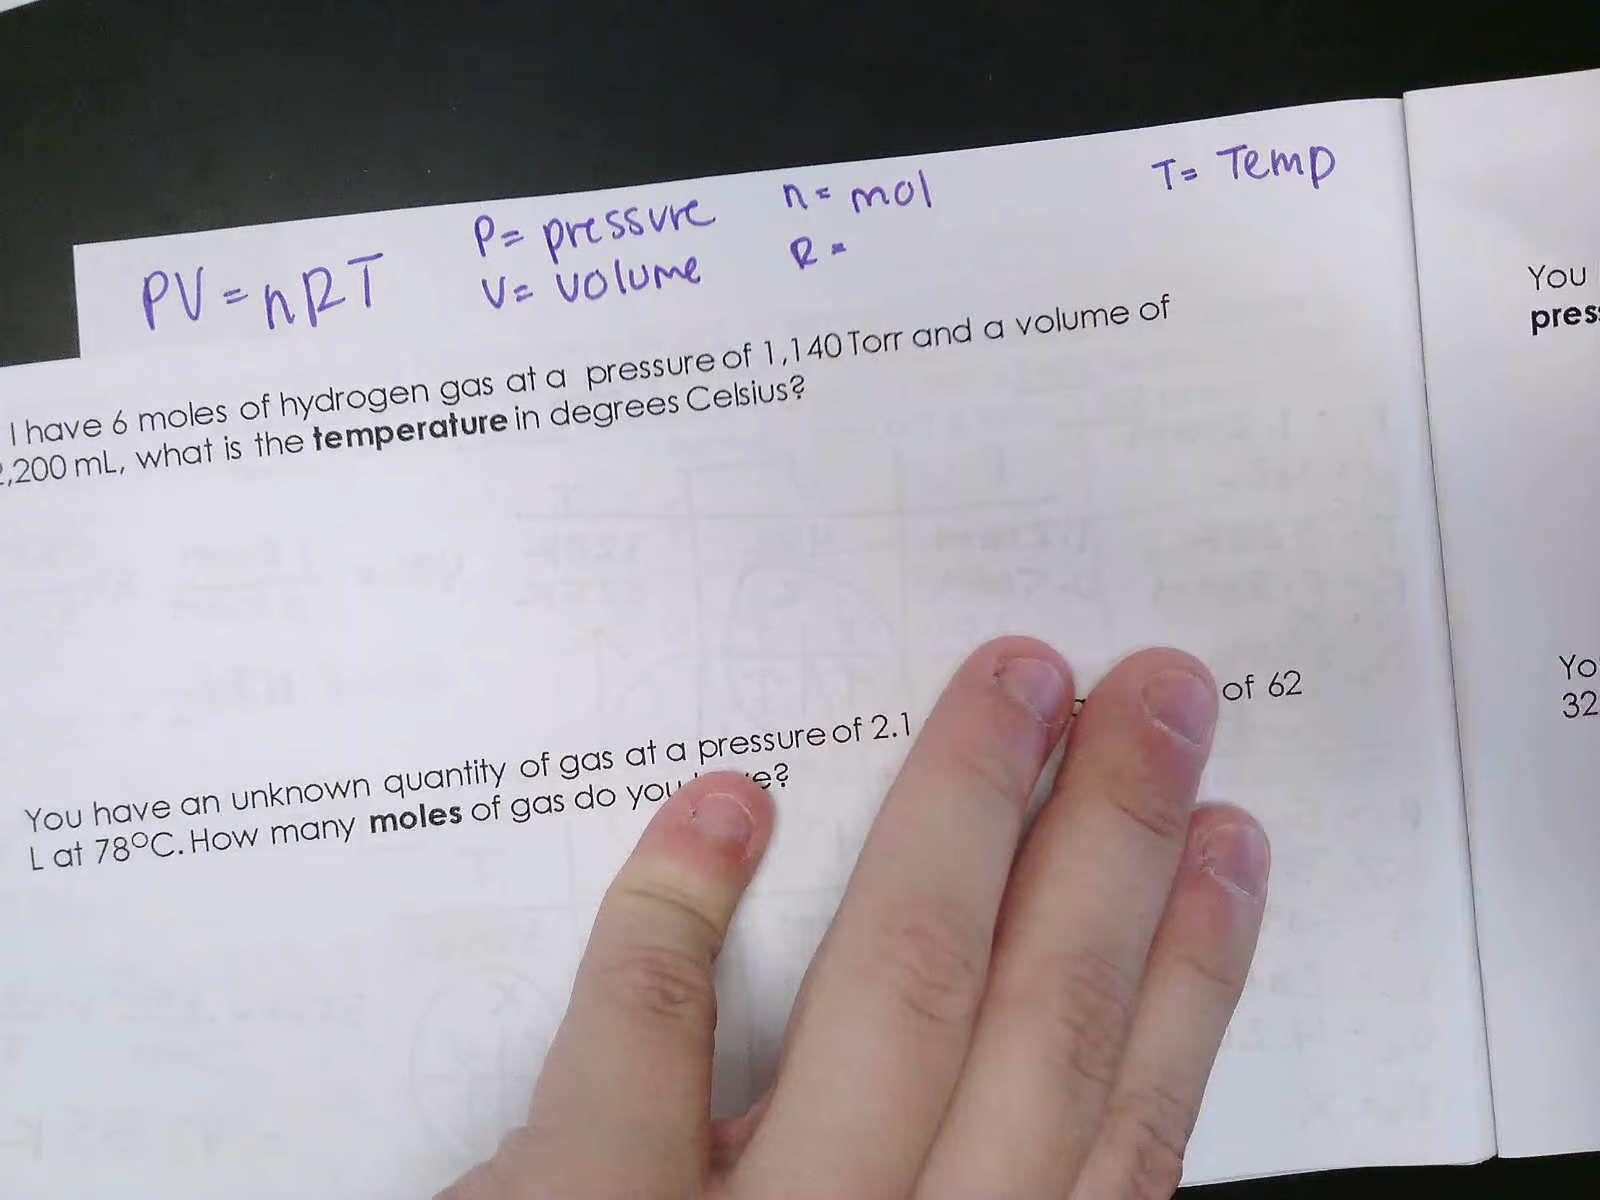 PV = nRT
P= pressure
V= volume
n= mol
R=
T= Temp
I have 6 moles of hydrogen gas at a pressure of 1,140 Torr and a volume of
,200 mL, what is the temperature in degrees Celsius?
You have an unknown quantity of gas at a pressure of 2.1 of 62
L at 78°C. How many moles of gas do you
You
pres
Yo
32